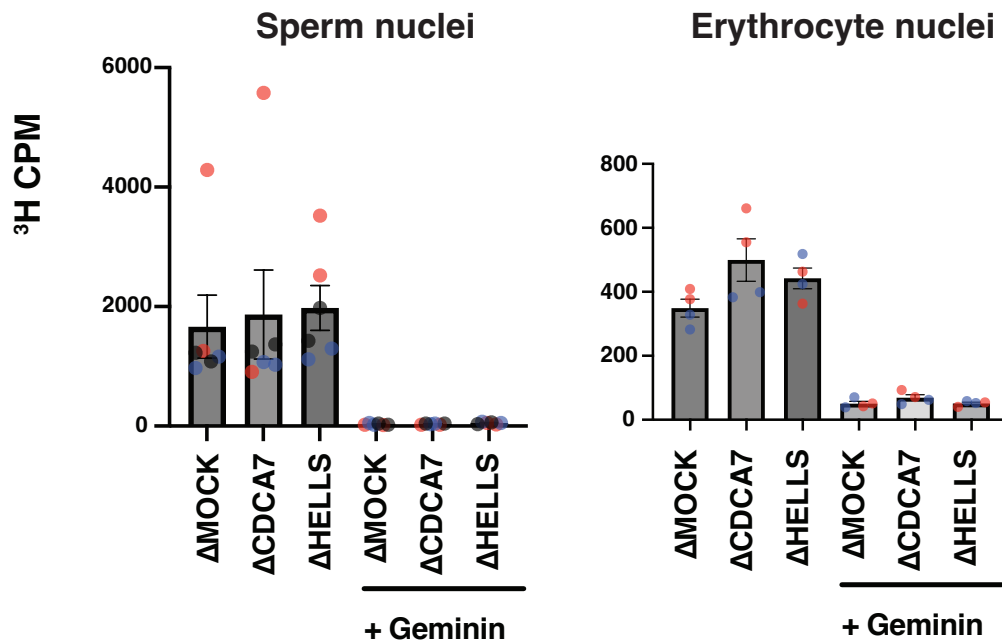 Sperm nuclei
³H CPM
6000
4000
2000
0
ΔMOCK
ΔCDCA7
ΔHELLS
ΔMOCK
ΔCDCA7
ΔHELLS
+ Geminin
Erythrocyte nuclei
800
600
400
200
0
ΔMOCK
ΔCDCA7
ΔHELLS
ΔMOCK
ΔCDCA7
ΔHELLS
+ Geminin